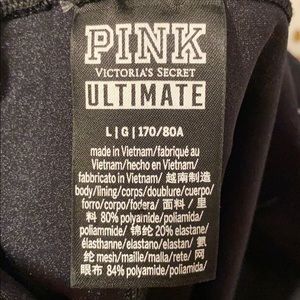 PINK
VICTORIA'S SECRET
ULTIMATE
L | G | 170/80A
made in Vietnam/fabriqué au
Vietnam/hecho en Vietnam/
fabbricato in Vietnam/ 越南制造
body/lining/corps/doublure/cuerpo/
forro/corpo/fodera/ 面料 / 里
料 80% polyamide/poliamida/
poliammide/ 锦纶 20% elastane/
élasthanne/elastano/elastan/ 氨
纶 mesh/maille/malla/rete/ 网
眼布 84% polyamide/poliamida/